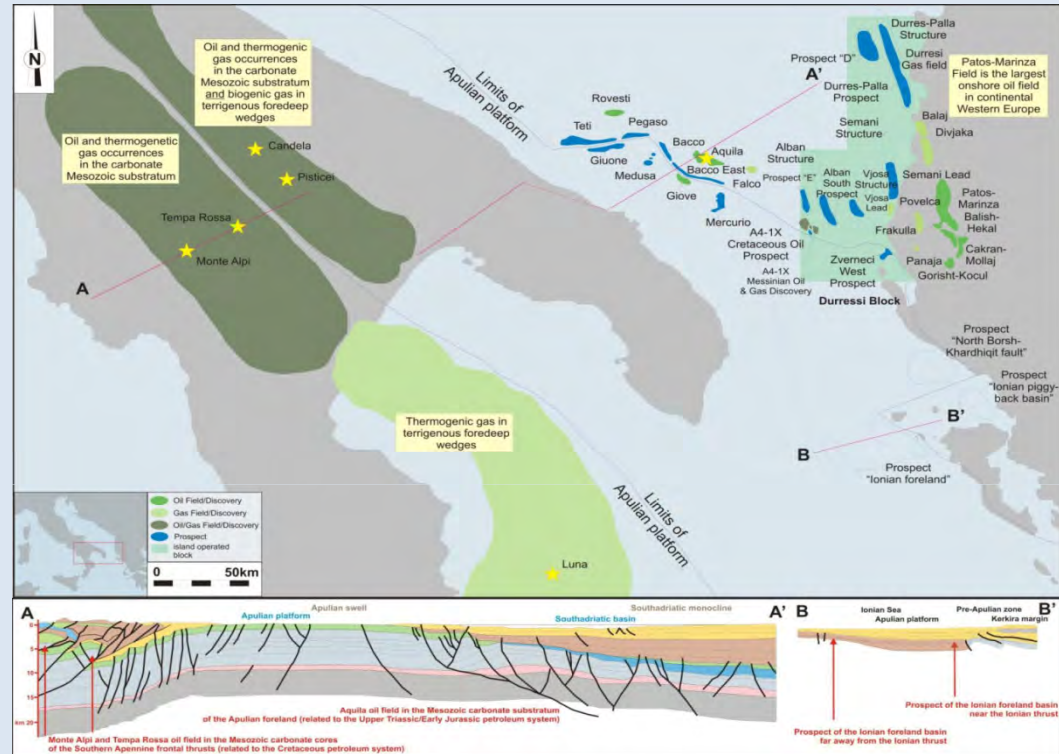 N
Oil and thermogenic
gas occurrences
in the carbonate
Mesozoic substratum
and biogenic gas in
terrigenous foredeep
wedges
Oil and thermogenetic
gas occurrences
in the carbonate
Mesozoic substratum
Candela
Pisticei
Tempa Rossa
Monte Alpi
A
Limits of
Apulian platform
Rovesti
Teti
Pegaso
Giuone
Medusa
Bacco
Aquila
Bacco East
Falco
Giove
Mercurio
A'
Prospect "D"
Durres-Palla
Structure
Durresi
Gas field
Durres-Palla
Prospect
Patos-Marinza
Field is the largest
onshore oil field
in continental
Western Europe
Semani
Structure
Balaj
Divjaka
Alban
Structure
Prospect "E"
Alban
South
Prospect
Vjosa
Structure
Vjosa
Lead
Semani Lead
Povelca
Patos-
Marinza
Balish-
Hekal
Frakulla
Cakran-
Mollaj
Panaja
Gorisht-Kocul
A4-1X
Cretaceous Oil
Prospect
A4-1X
Messinian Oil
& Gas Discovery
Zverneci
West
Prospect
Durressi Block
Prospect
"North Borsh-
Khardhiqit fault"
Prospect
"Ionian piggy-
back basin"
B'
B
Prospect
"Ionian foreland"
Thermogenic gas in
terrigenous foredeep
wedges
Limits of
Apulian platform
Luna
Oil Field/Discovery
Gas Field/Discovery
Oil/Gas Field/Discovery
Prospect
island operated
block
0 50km
A
Apulian swell
Apulian platform
Southadriatic basin
Southadriatic monocline
A'
0
5
10
15
km 20
Aquila oil field in the Mesozoic carbonate substratum
of the Apulian foreland (related to the Upper Triassic/Early Jurassic petroleum system)
Monte Alpi and Tempa Rossa oil field in the Mesozoic carbonate cores
of the Southern Apennine frontal thrusts (related to the Cretaceous petroleum system)
B
Ionian Sea
Apulian platform
Pre-Apulian zone
Kerkira margin
B'
Prospect of the Ionian foreland basin
near the Ionian thrust
Prospect of the Ionian foreland basin
far away from the Ionian thrust